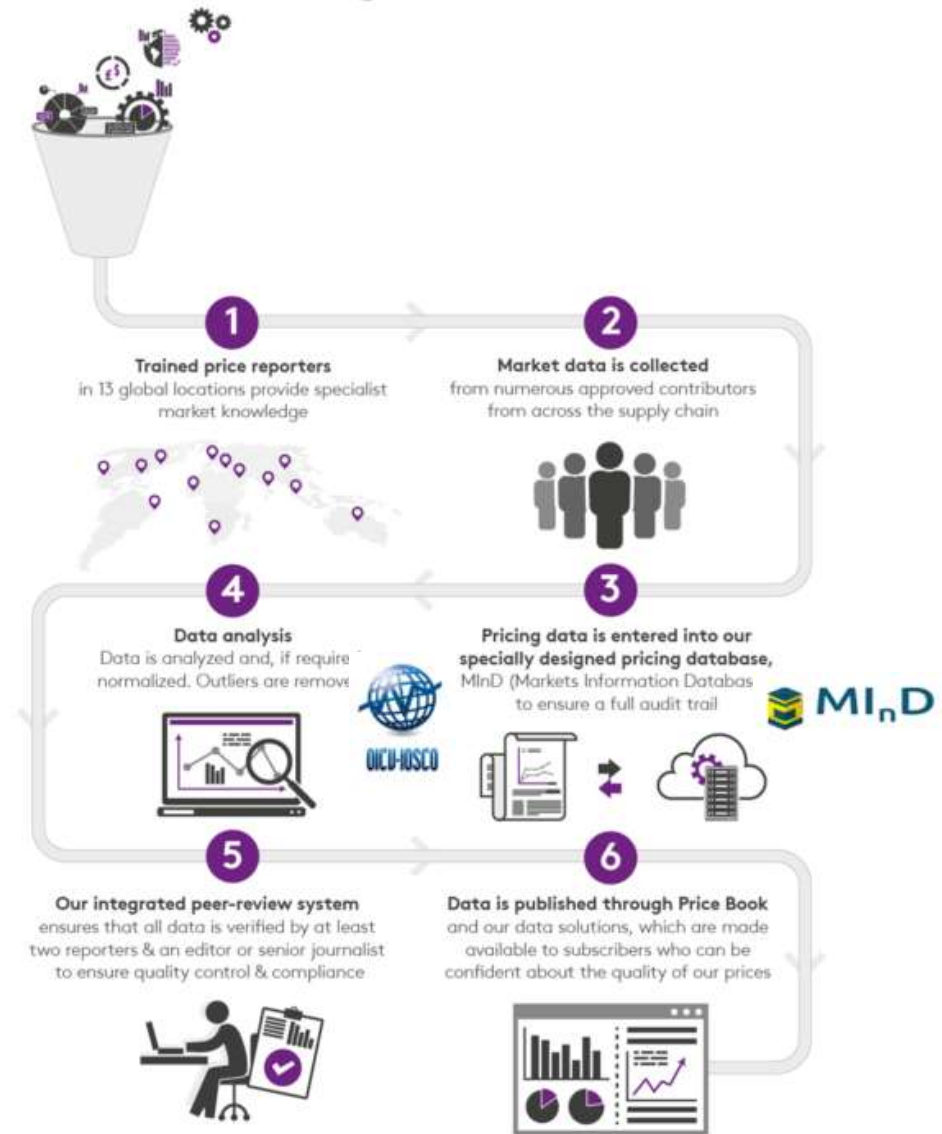 £$
1
Trained price reporters
in 13 global locations provide specialist
market knowledge
2
Market data is collected
from numerous approved contributors
from across the supply chain
4
Data analysis
Data is analyzed and, if require
normalized. Outliers are remove
OICU-IOSCO
3
Pricing data is entered into our
specially designed pricing database,
MInD (Markets Information Databas
to ensure a full audit trail
MInD
5
Our integrated peer-review system
ensures that all data is verified by at least
two reporters & an editor or senior journalist
to ensure quality control & compliance
6
Data is published through Price Book
and our data solutions, which are made
available to subscribers who can be
confident about the quality of our prices